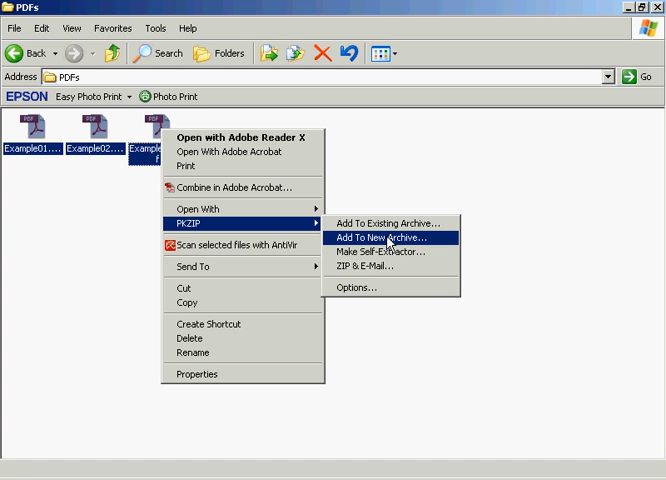 PDFs
File Edit View Favorites Tools Help
Back Search Folders
Address PDFs Go
EPSON Easy Photo Print Photo Print
Example01.... Example02.... Example
f
Open with Adobe Reader X
Open With Adobe Acrobat
Print
Combine in Adobe Acrobat...
Open With
PKZIP
Scan selected files with AntiVir
Send To
Cut
Copy
Create Shortcut
Delete
Rename
Properties
Add To Existing Archive...
Add To New Archive...
Make Self-Extractor...
ZIP & E-Mail...
Options...